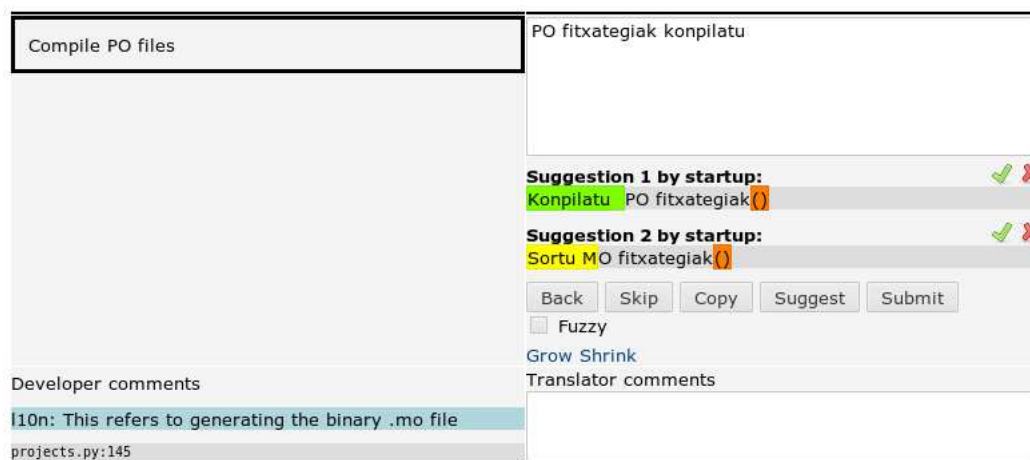 Compile PO files
PO fitxategiak konpilatu
Suggestion 1 by startup:
Konpilatu PO fitxategiak()
Suggestion 2 by startup:
Sortu MO fitxategiak()
Back Skip Copy Suggest Submit
Fuzzy
Grow Shrink
Developer comments
Translator comments
l10n: This refers to generating the binary .mo file
projects.py:145